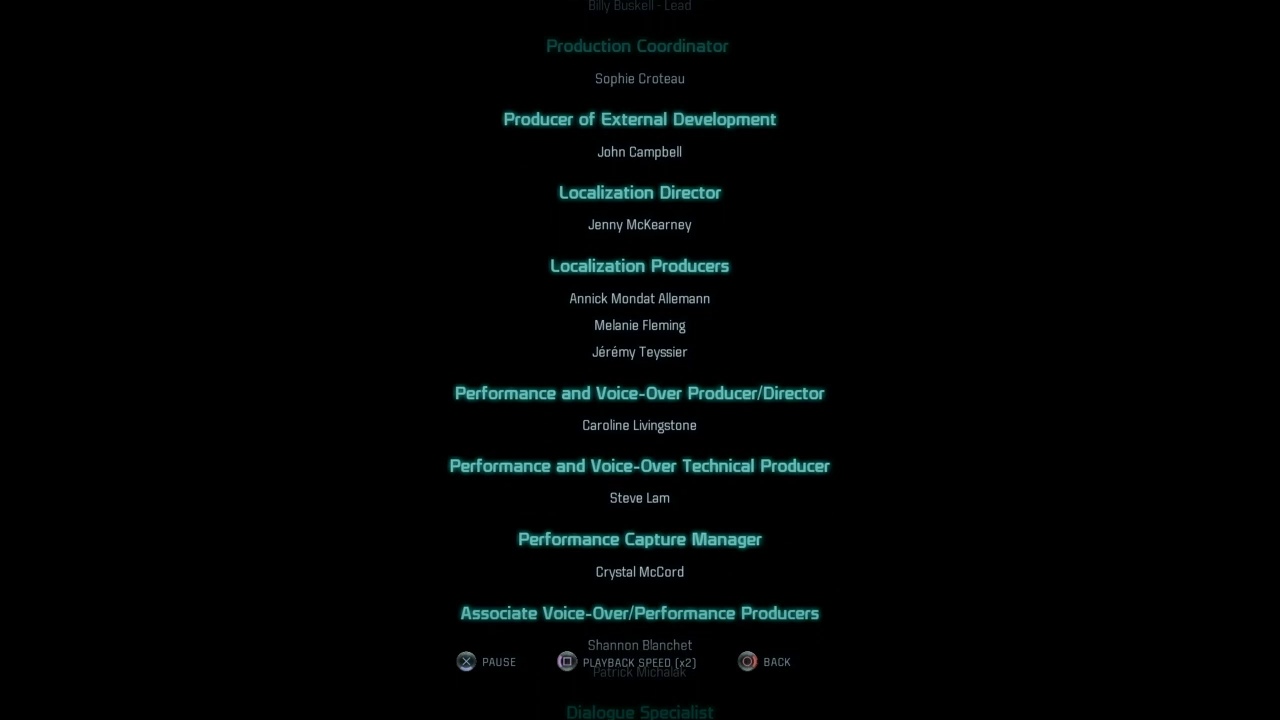 Billy Buskell - Lead
Production Coordinator
Sophie Croteau
Producer of External Development
John Campbell
Localization Director
Jenny McKearney
Localization Producers
Annick Mondat Allemann
Melanie Fleming
Jérémy Teyssier
Performance and Voice-Over Producer/Director
Caroline Livingstone
Performance and Voice-Over Technical Producer
Steve Lam
Performance Capture Manager
Crystal McCord
Associate Voice-Over/Performance Producers
Shannon Blanchet
PAUSE PLAYBACK SPEED (x2) BACK
Patrick Michalak
Dialogue Specialist